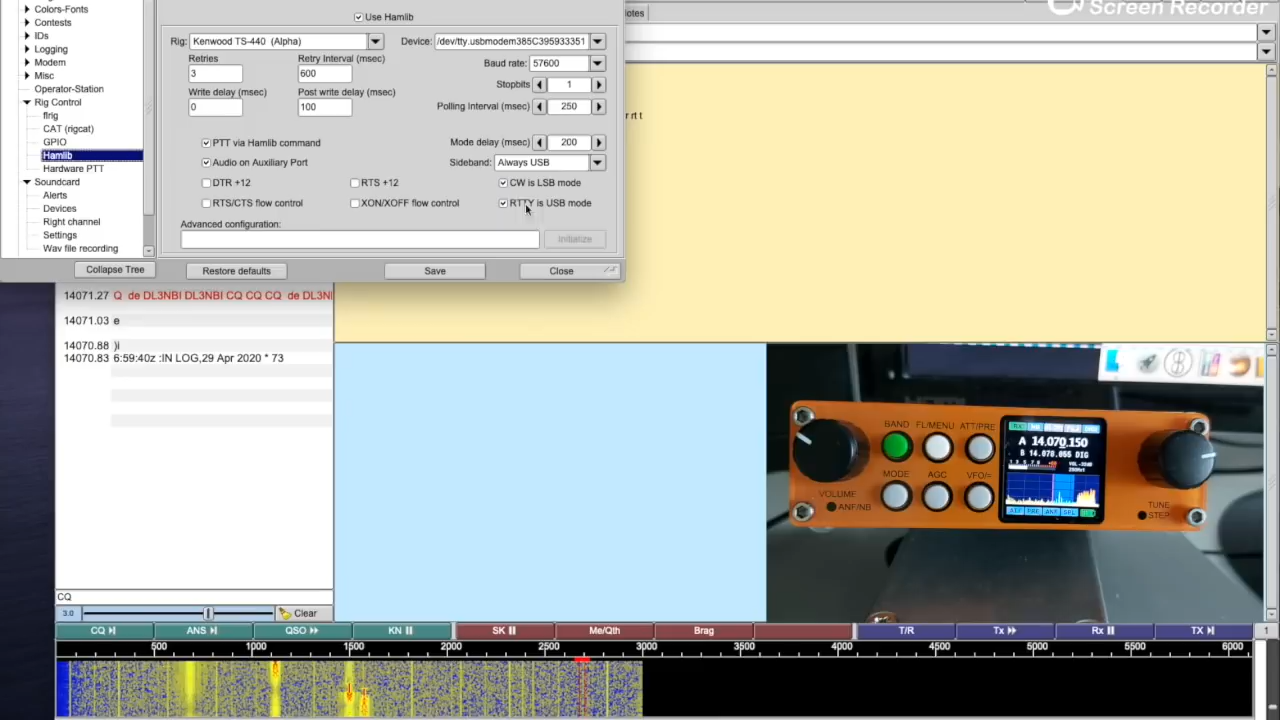 Screen Recorder
Colors-Fonts
Contests
IDs
Logging
Modem
Misc
Operator-Station
Rig Control
flrig
CAT (rigcat)
GPIO
Hamlib
Hardware PTT
Soundcard
Alerts
Devices
Right channel
Settings
Wav file recording
Collapse Tree
Use Hamlib
Rig: Kenwood TS-440 (Alpha)
Device: /dev/tty.usbmodem385C395933351
Retries
3
Retry Interval (msec)
600
Baud rate: 57600
Stopbits 1
Write delay (msec)
0
Post write delay (msec)
100
Polling Interval (msec) 250
PTT via Hamlib command
Mode delay (msec) 200
Audio on Auxiliary Port
Sideband: Always USB
DTR +12
RTS +12
CW is LSB mode
RTS/CTS flow control
XON/XOFF flow control
RTTY is USB mode
Advanced configuration:
Initialize
Restore defaults
Save
Close
otes
r rt t
14071.27 Q de DL3NBI DL3NBI CQ CQ CQ de DL3NI
14071.03 e
14070.88 )i
14070.83 6:59:40z :IN LOG,29 Apr 2020 * 73
BAND FL/MENU ATT/PRE
MODE AGC VFO/=
VOLUME
ANF/NB
A 14.070.150
B 14.078.055 DIG
TUNE
STEP
CQ
3.0
Clear
CQ
ANS
QSO
KN
SK
Me/Qth
Brag
T/R
Tx
Rx
TX
1
500 1000 1500 2000 2500 3000 3500 4000 4500 5000 5500 6000